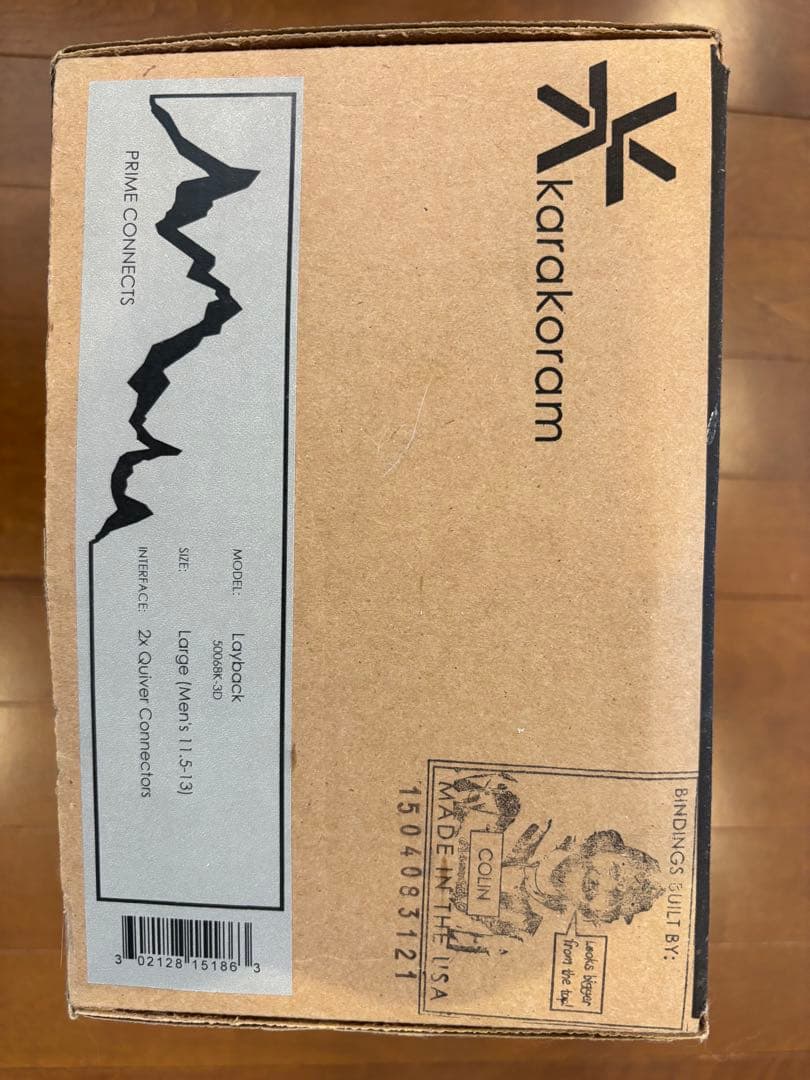 karakoram
BINDINGS BUILT BY:
Looks bigger
from the top!
COLIN
MADE IN THE USA
1504083121
PRIME CONNECTS
MODEL: Layback
50068K-3D
SIZE: Large (Men's 11.5-13)
INTERFACE: 2x Quiver Connectors
3 02128 15186 3